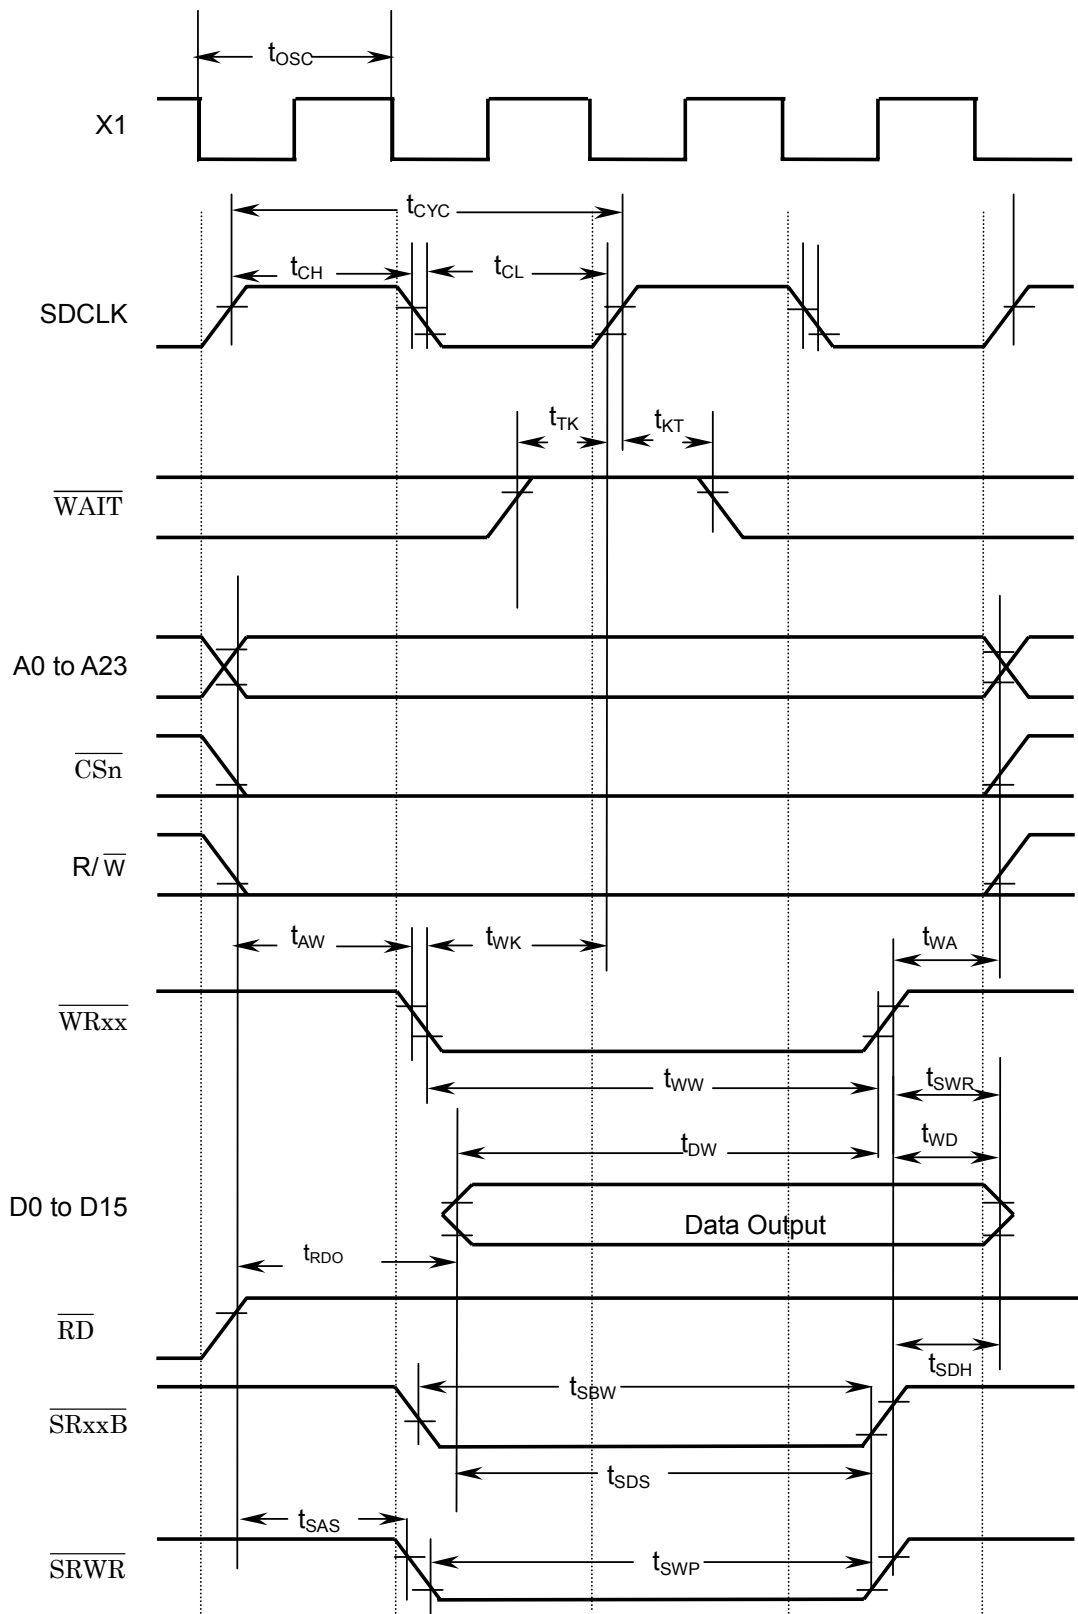 tOSC
X1
tCYC
tCH
tCL
SDCLK
tTK
tKT
WAIT
A0 to A23
CSn
R/ W
tAW
tWK
tWA
WRxx
tWW
tSWR
tDW
tWD
D0 to D15
Data Output
tRDO
RD
tSDH
tSBW
SRxxB
tSDS
tSAS
tSWP
SRWR